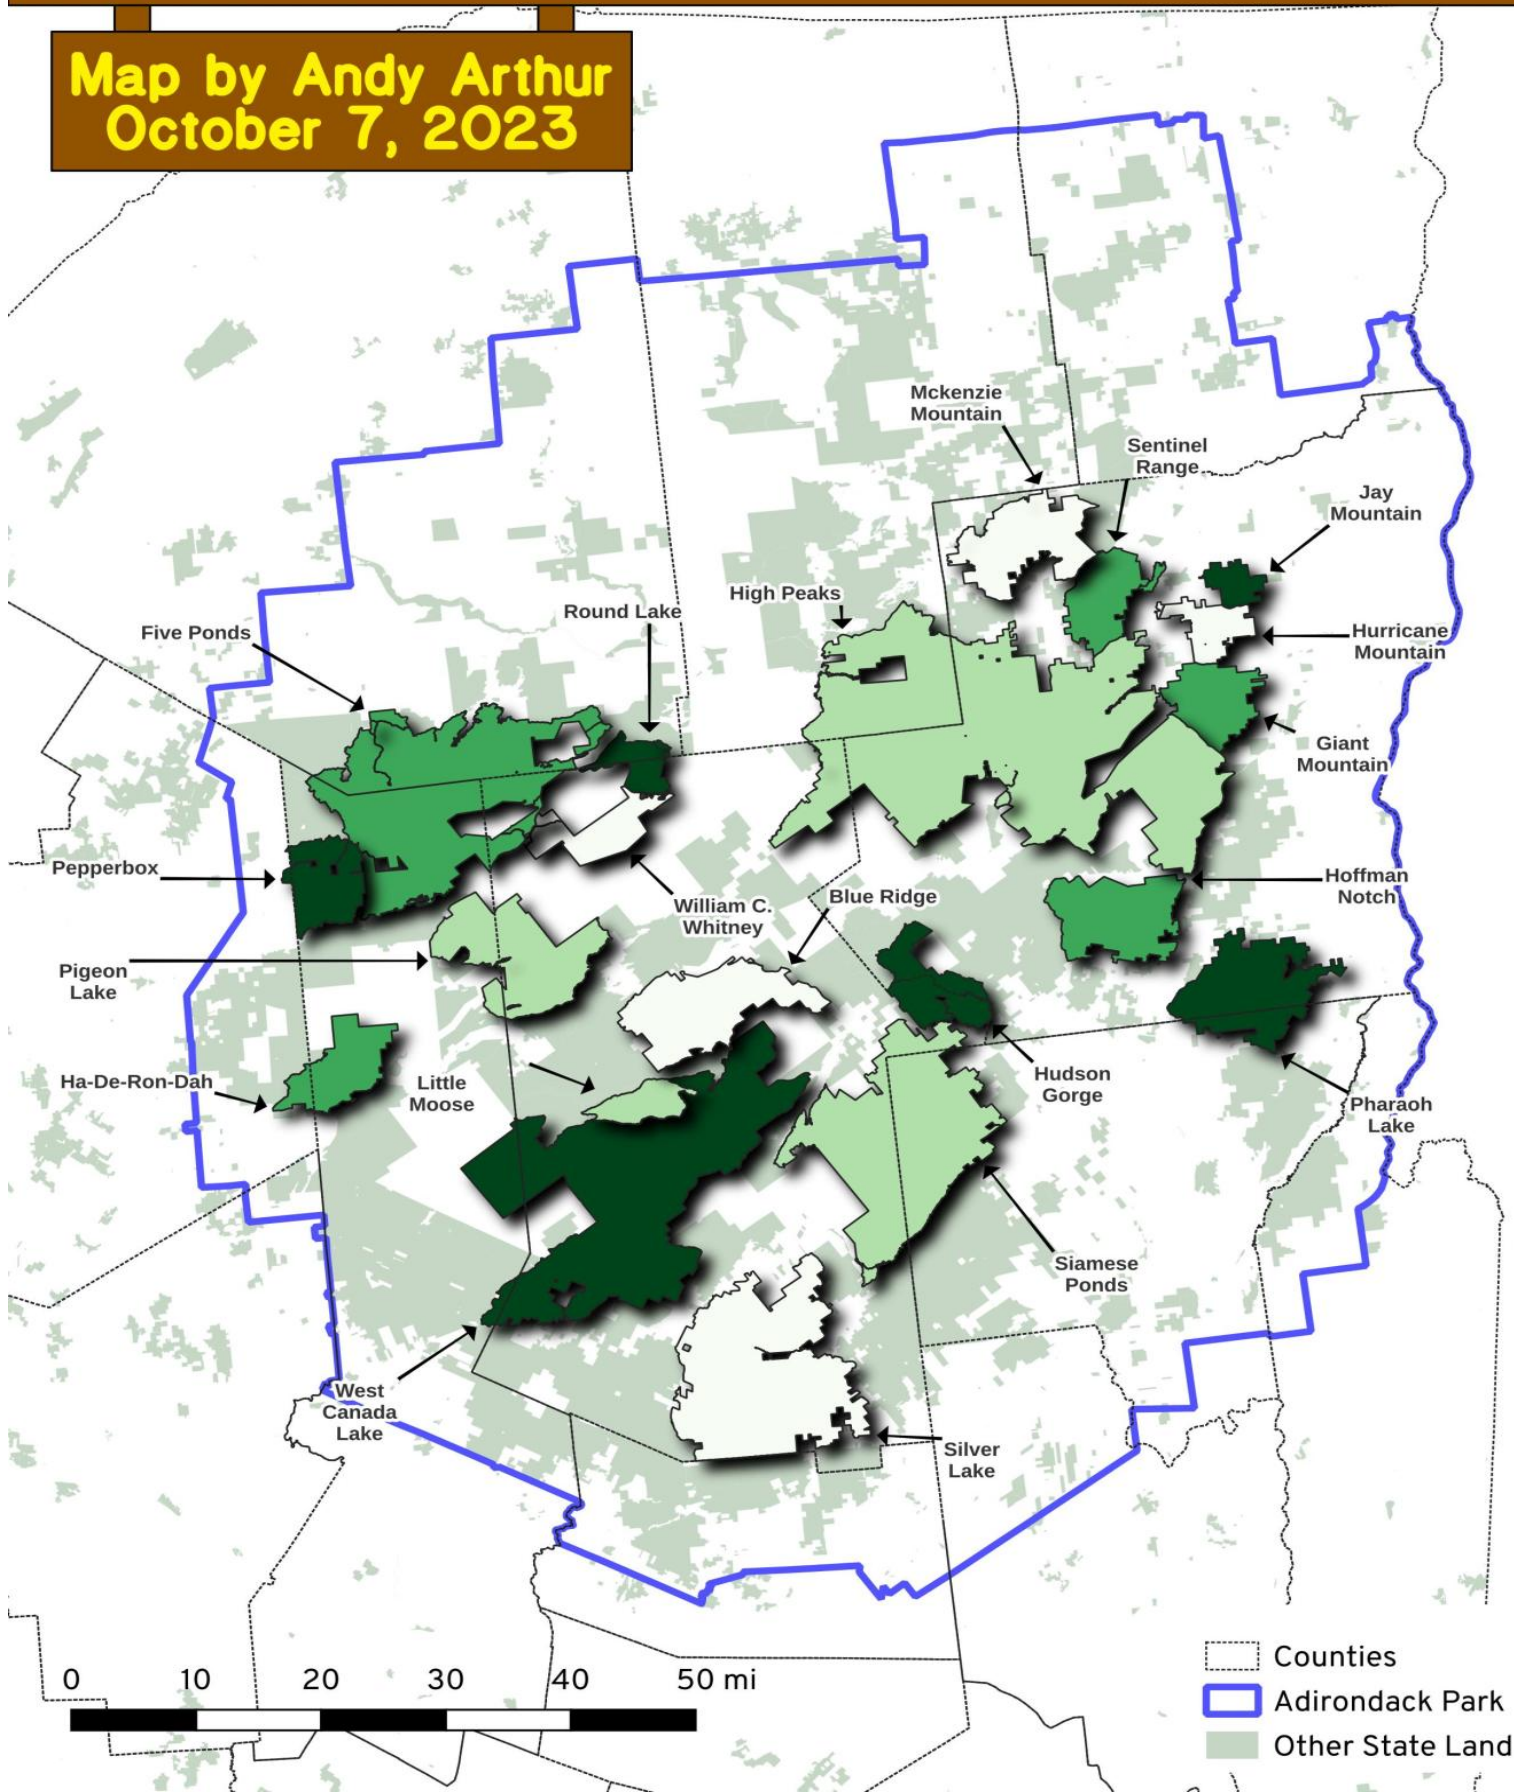 Map by Andy Arthur
October 7, 2023
Mckenzie
Mountain
Sentinel
Range
Jay
Mountain
High Peaks
Round Lake
Five Ponds
Hurricane
Mountain
Giant
Mountain
Pepperbox
Hoffman
Notch
William C.
Whitney
Blue Ridge
Pigeon
Lake
Ha-De-Ron-Dah
Little
Moose
Hudson
Gorge
Pharaoh
Lake
Siamese
Ponds
West
Canada
Lake
Silver
Lake
0 10 20 30 40 50 mi
Counties
Adirondack Park
Other State Land